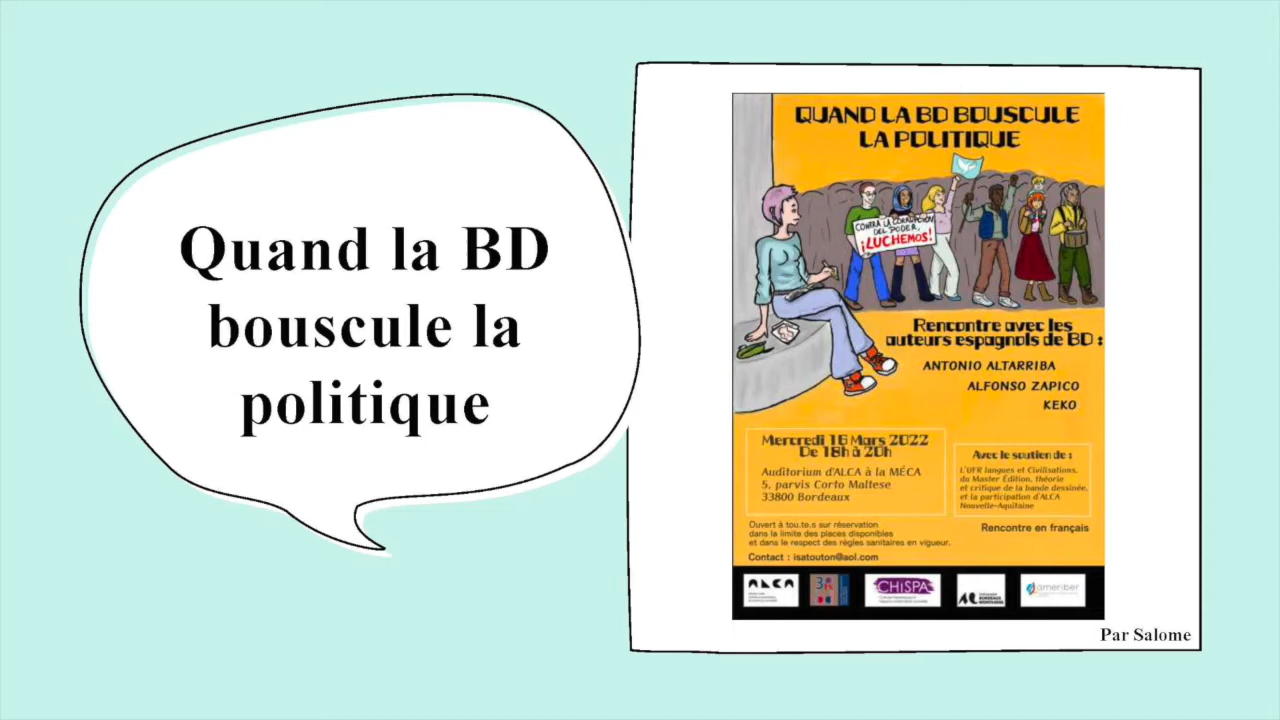 Quand la BD
bouscule la
politique
QUAND LA BD BOUSCULE
LA POLITIQUE
CONTRA LA CORRUPCIÓN
DEL PODER,
¡LUCHEMOS!
Rencontre avec les
auteurs espagnols de BD :
ANTONIO ALTARRIBA
ALFONSO ZAPICO
KEKO
Mercredi 16 Mars 2022
De 18h à 20h
Auditorium d'ALCA à la MÉCA
5, parvis Corto Maltese
33800 Bordeaux
Avec le soutien de :
L'UFR langues et Civilisations,
du Master Édition, théorie
et critique de la bande dessinée,
et la participation d'ALCA
Nouvelle-Aquitaine
Ouvert à tou.te.s sur réservation
dans la limite des places disponibles
et dans le respect des règles sanitaires en vigueur.
Rencontre en français
Contact : isatouton@aol.com
ALCA
CHISPA
BORDEAUX
MONTAIGNE
ameriber
Par Salome